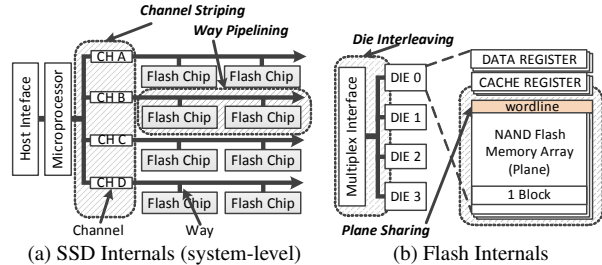 Channel Striping
Way Pipelining
Host Inteface
Microprocessor
CH A
Flash Chip
Flash Chip
CH B
Flash Chip
Flash Chip
CH C
Flash Chip
Flash Chip
CH D
Flash Chip
Flash Chip
Channel
Way
(a) SSD Internals (system-level)
Die Interleaving
Multiplex Interface
DIE 0
DIE 1
DIE 2
DIE 3
DATA REGISTER
CACHE REGISTER
wordline
NAND Flash
Memory Array
(Plane)
1 Block
Plane Sharing
(b) Flash Internals